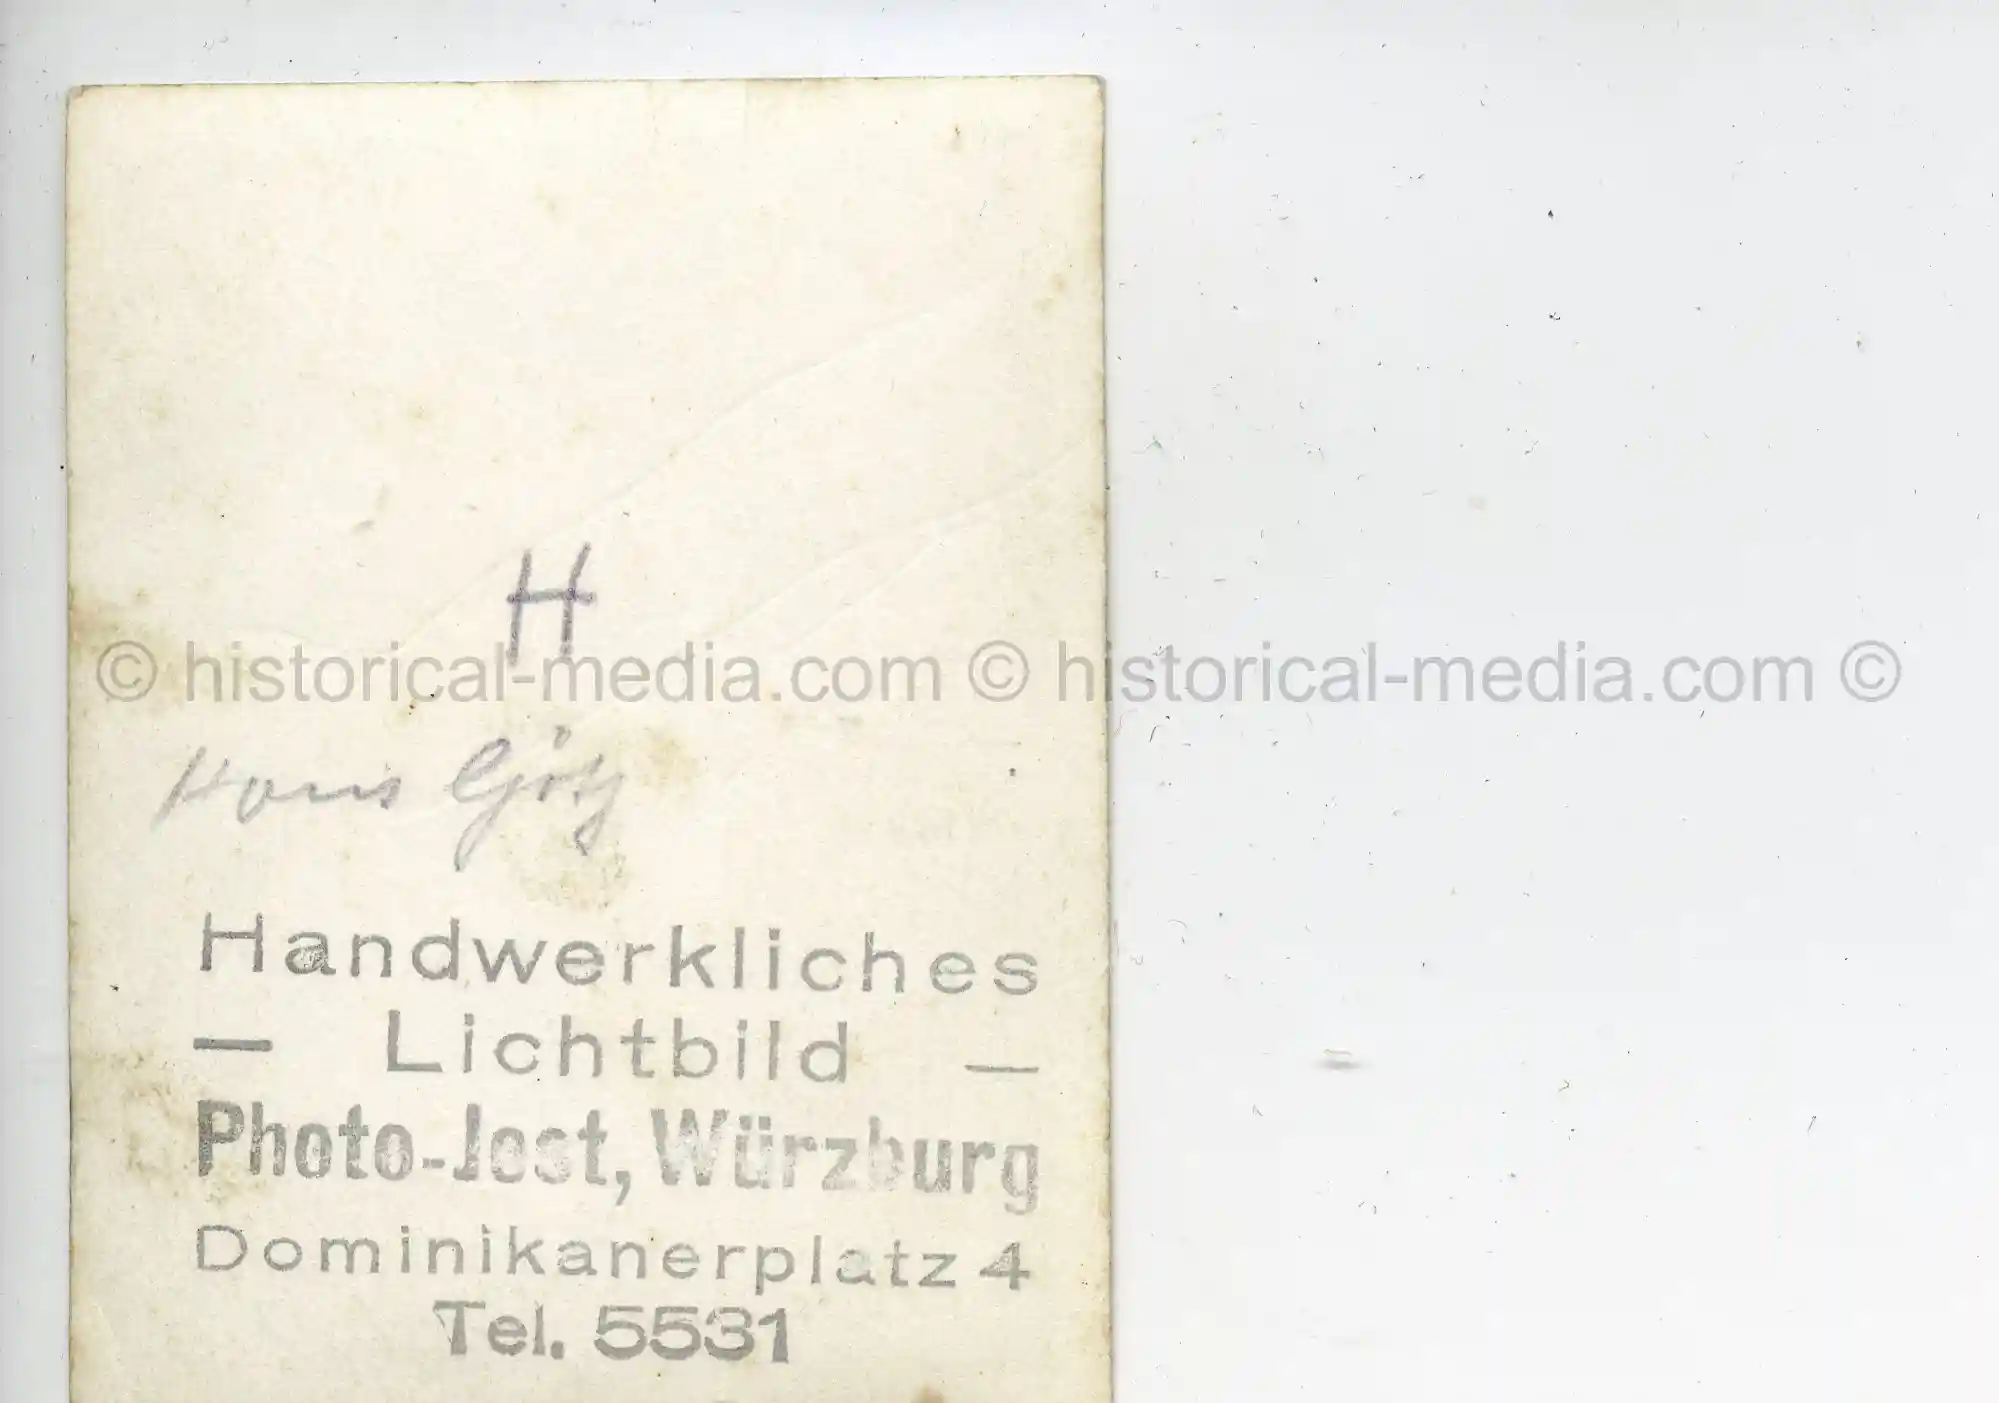 H
© historical-media.com © historical-media.com ©
Hans Götz
Handwerkliches
— Lichtbild —
Photo-Jost, Würzburg
Dominikanerplatz 4
Tel. 5531